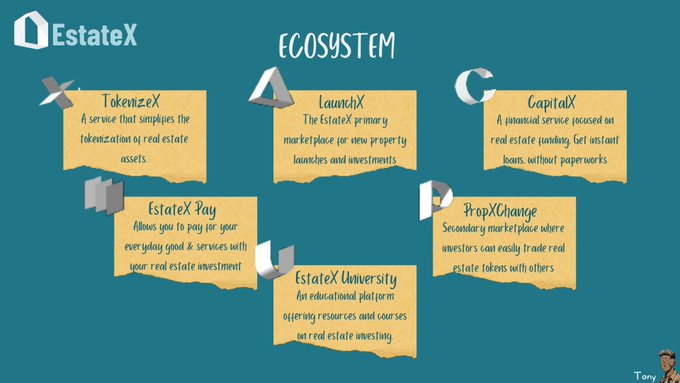 EstateX
ECOSYSTEM
TokenizeX
A service that simplifies the
tokenization of real estate
assets.
LaunchX
The EstateX primary
marketplace for new property
launches and investments
CapitalX
A financial service focused on
real estate funding. Get instant
loans, without paperworks
EstateX Pay
Allows you to pay for your
everyday good & services with
your real estate investment
PropXChange
Secondary marketplace where
investors can easily trade real
estate tokens with others
EstateX University
An educational platform
offering resources and courses
on real estate investing.
Tony